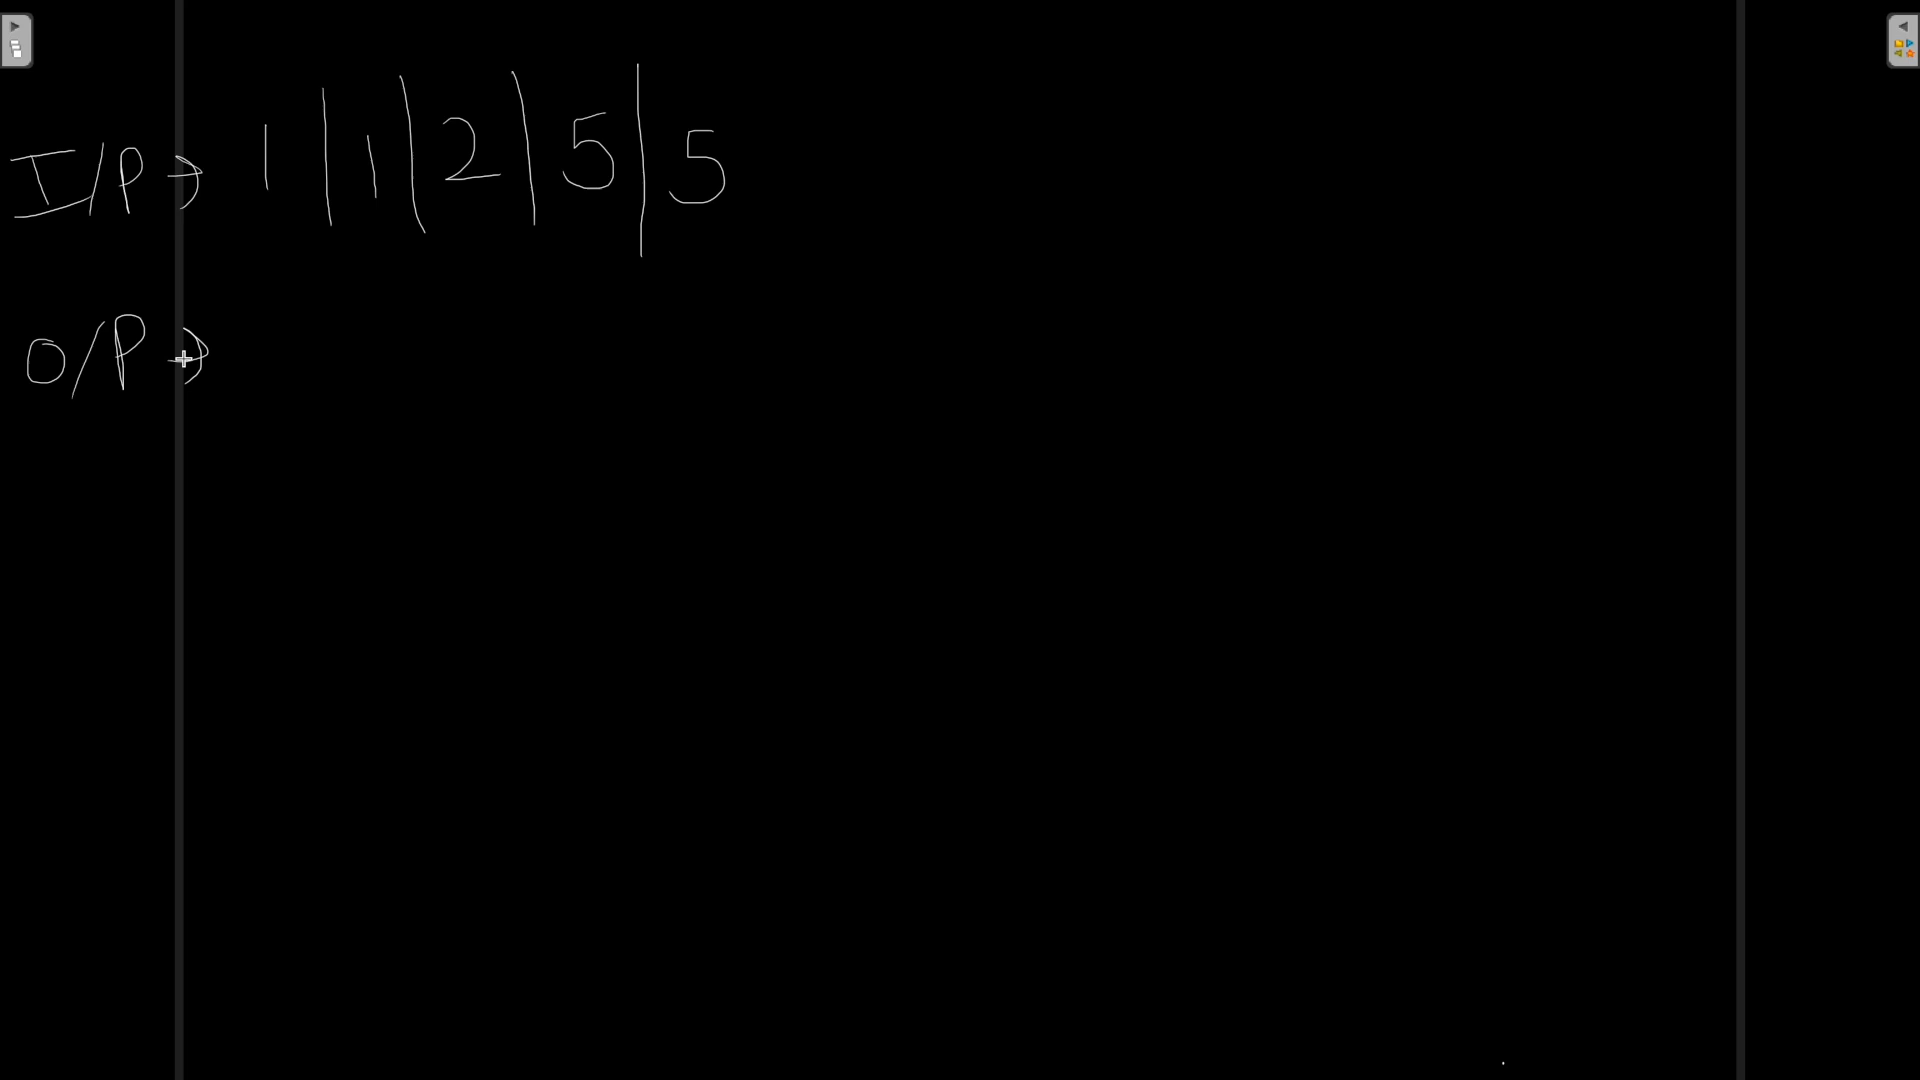 I/P → 1 | 1 | 2 | 5 | 5
O/P →